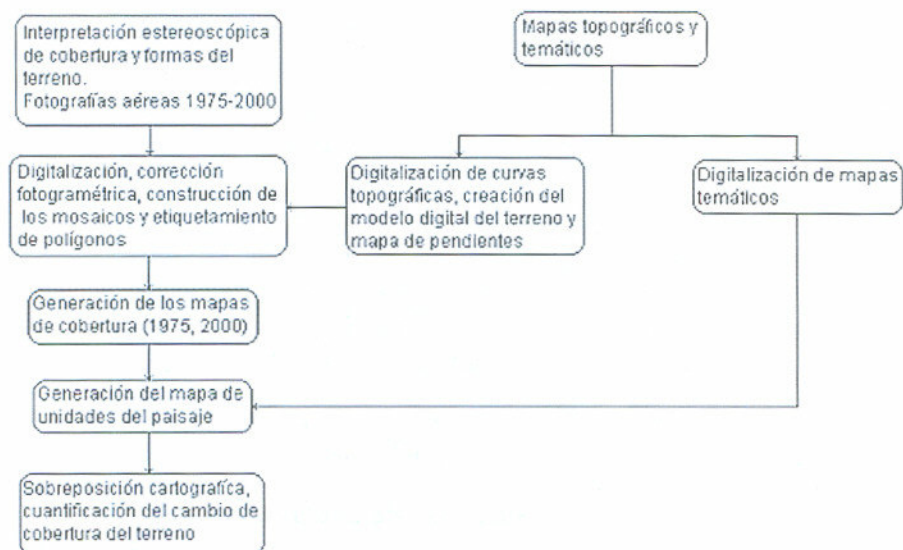 Interpretación estereoscópica
de cobertura y formas del
terreno.
Fotografías aéreas 1975-2000
Mapas topográficos y
temáticos
Digitalización, corrección
fotogramétrica, construcción de
los mosaicos y etiquetamiento
de polígonos
Digitalización de curvas
topográficas, creación del
modelo digital del terreno y
mapa de pendientes
Digitalización de mapas
temáticos
Generación de los mapas
de cobertura (1975, 2000)
Generación del mapa de
unidades del paisaje
Sobreposición cartografíca,
cuantificación del cambio de
cobertura del terreno